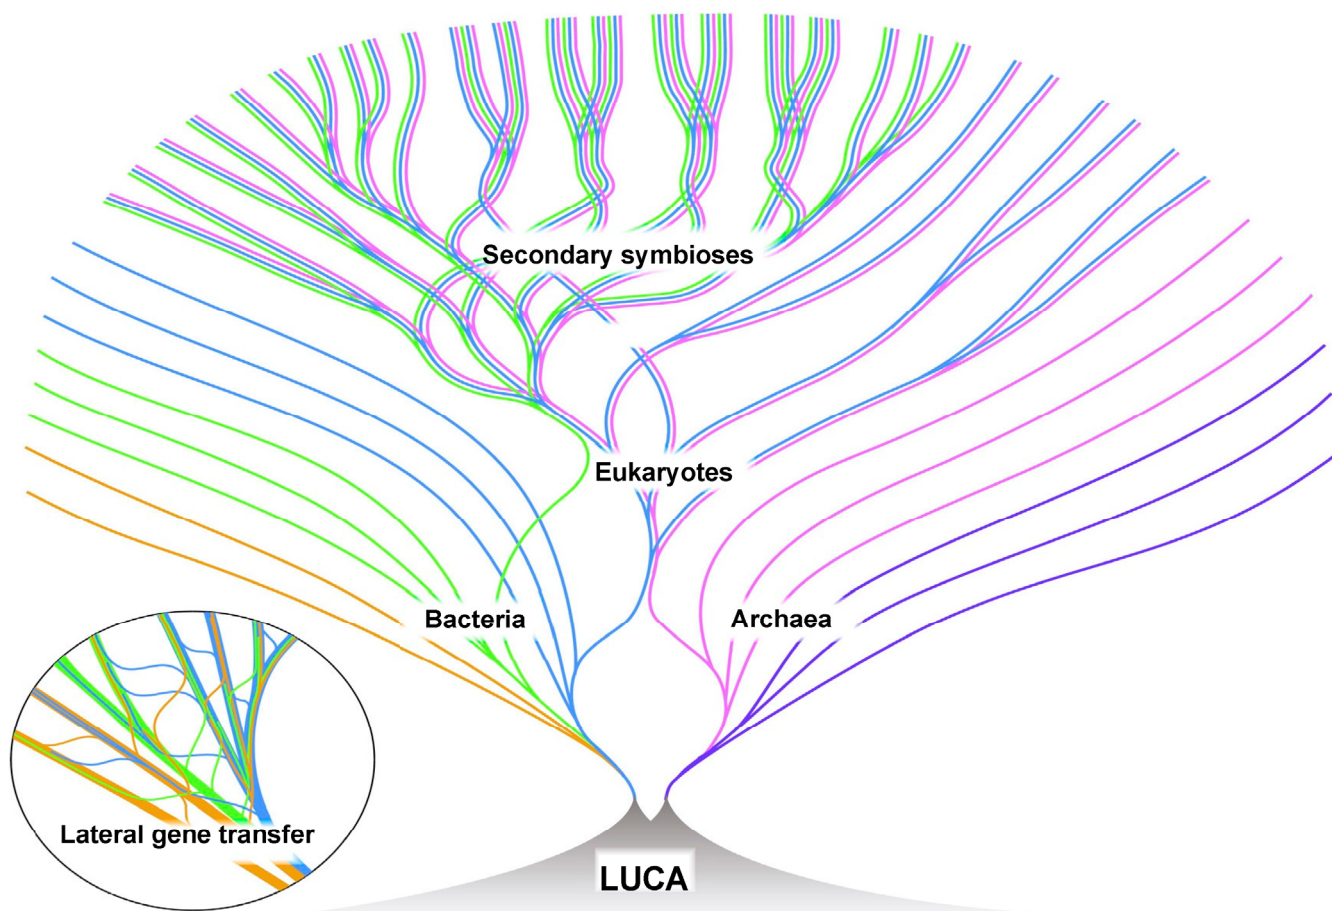 Secondary symbioses
Eukaryotes
Bacteria
Archaea
Lateral gene transfer
LUCA